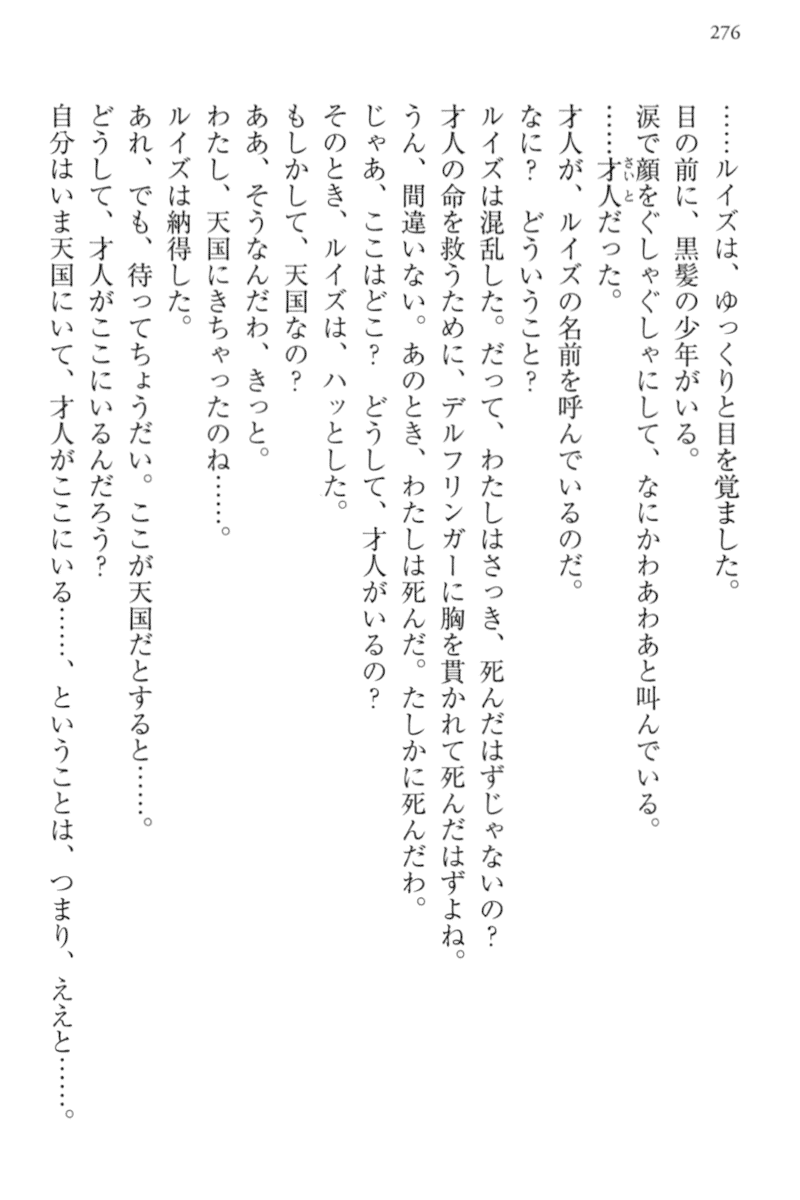 276
……ルイズは、ゆっくりと目を覚ました。
目の前に、黒髪の少年がいる。
涙で顔をぐしゃぐしゃにして、なにかわあわあと叫んでいる。
……才人だった。
さいと
才人が、ルイズの名前を呼んでいるのだ。
なに？　どういうこと？
ルイズは混乱した。だって、わたしはさっき、死んだはずじゃないの？
才人の命を救うために、デルフリンガーに胸を貫かれて死んだはずよね。
うん、間違いない。あのとき、わたしは死んだ。たしかに死んだわ。
じゃあ、ここはどこ？　どうして、才人がいるの？
そのとき、ルイズは、ハッとした。
もしかして、天国なの？
ああ、そうなんだわ、きっと。
わたし、天国にきちゃったのね……。
ルイズは納得した。
あれ、でも、待ってちょうだい。ここが天国だとすると……。
どうして、才人がここにいるんだろう？
自分はいま天国にいて、才人がここにいる……、ということは、つまり、ええと……。